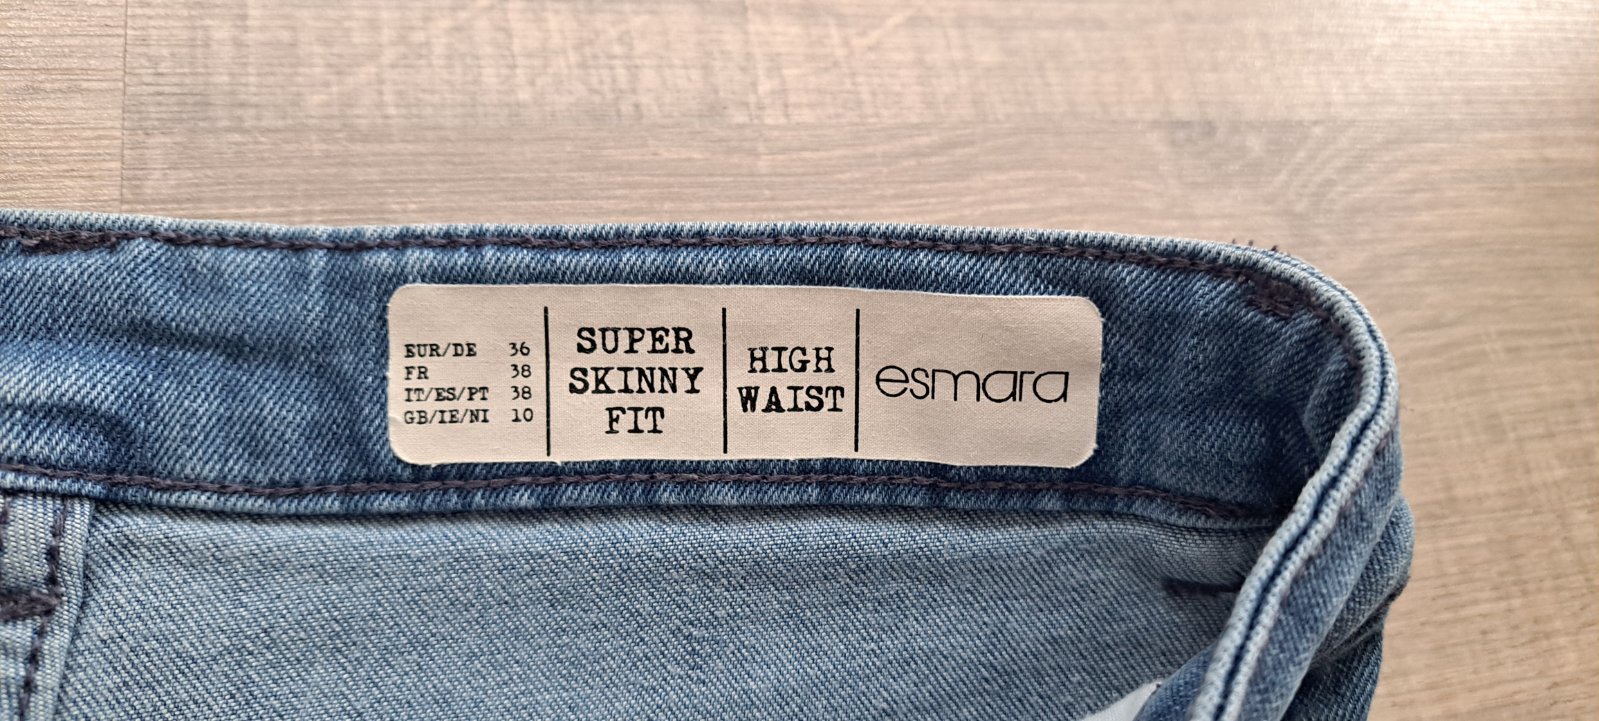 EUR/DE 36
FR 38
IT/ES/PT 38
GB/IE/NI 10
SUPER
SKINNY
FIT
HIGH
WAIST
esmara